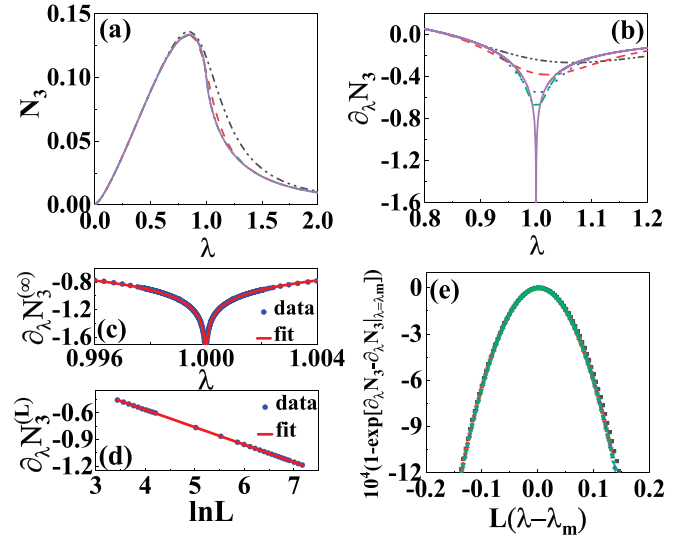 (a)
N₃
0.15
0.10
0.05
0.00
0.0 0.5 1.0 1.5 2.0
λ
(b)
∂λN₃
0.0
-0.4
-0.8
-1.2
-1.6
0.8 0.9 1.0 1.1 1.2
λ
(c)
∂λN₃^(∞)
-0.8
-1.2
-1.6
data
fit
0.996 1.000 1.004
λ
(d)
∂λN₃^(L)
-0.6
-0.9
-1.2
data
fit
3 4 5 6 7
lnL
(e)
10⁴(1-exp[∂λN₃-∂λN₃|λ=λm])
0
-3
-6
-9
-12
-0.2 -0.1 0.0 0.1 0.2
L(λ-λm)